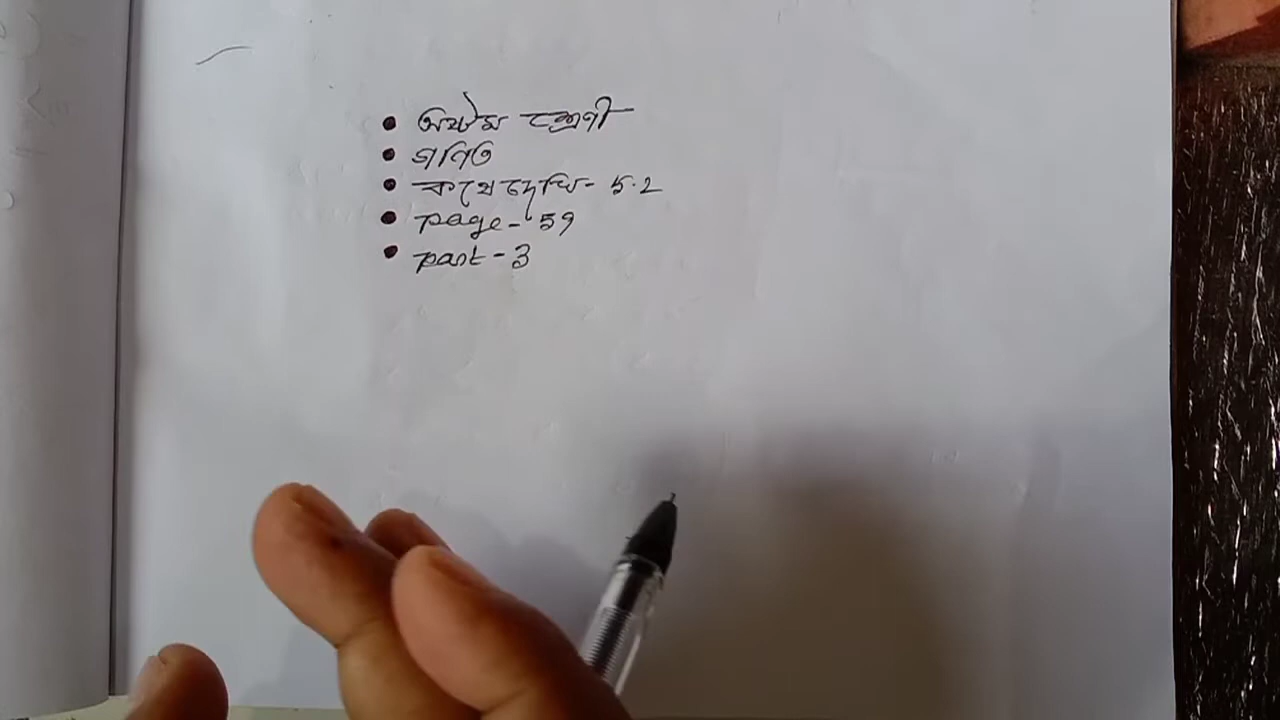 অষ্টম শ্রেণী
গণিত
কষে দেখি- 5.2
page - 59
part - 3